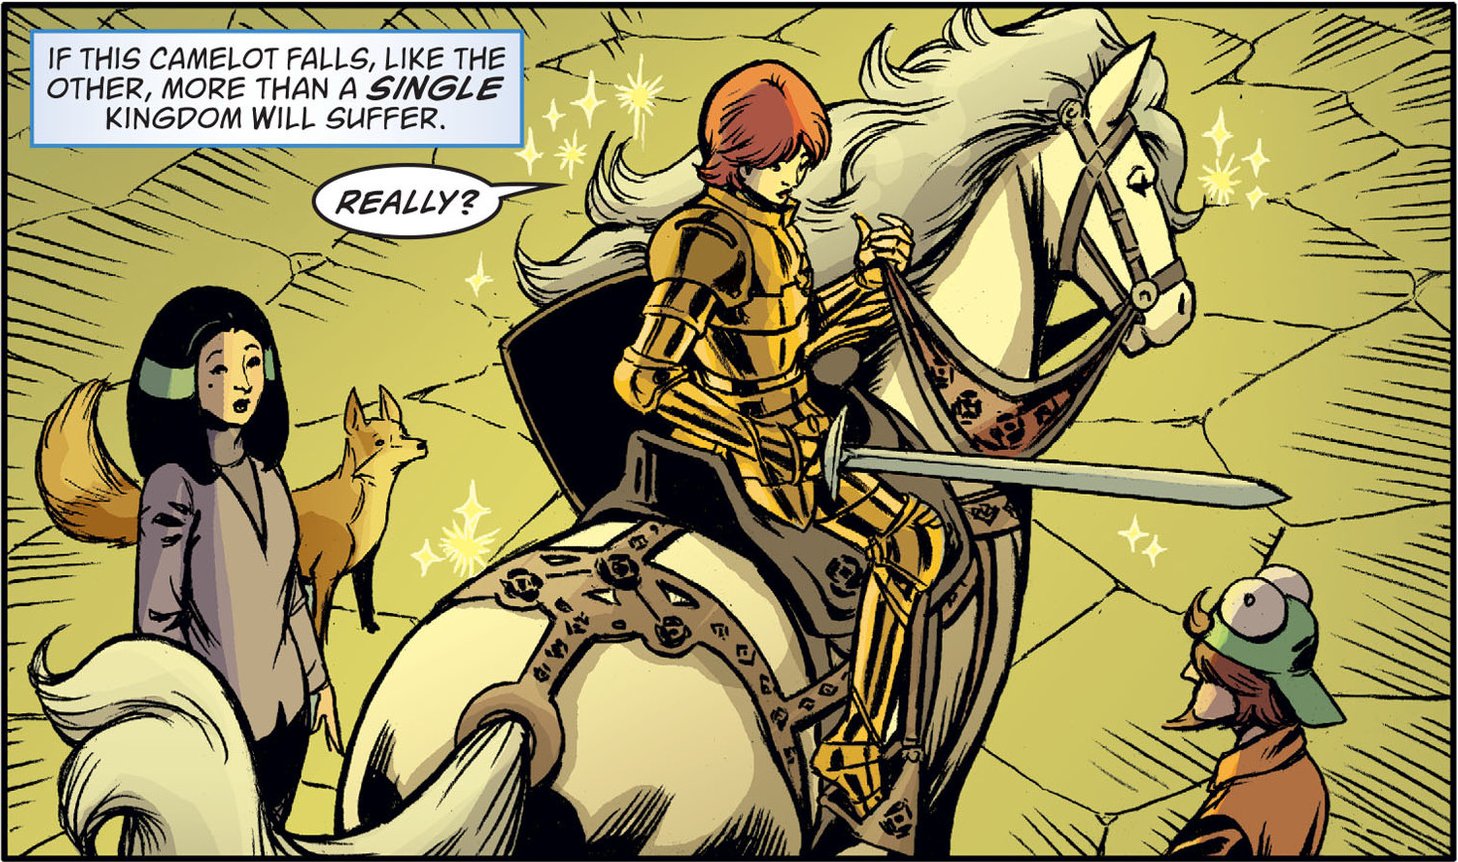 IF THIS CAMELOT FALLS, LIKE THE
OTHER, MORE THAN A SINGLE
KINGDOM WILL SUFFER.
REALLY?